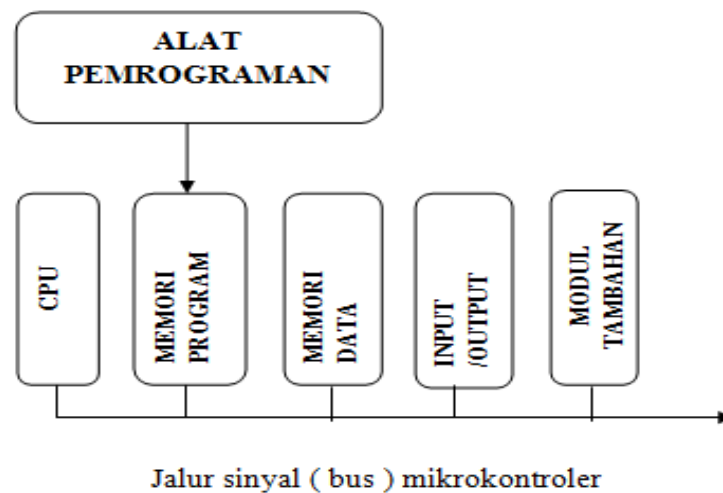 ALAT
PEMROGRAMAN
CPU
MEMORI
PROGRAM
MEMORI
DATA
INPUT
/OUTPUT
MODUL
TAMBAHAN
Jalur sinyal ( bus ) mikrokontroler